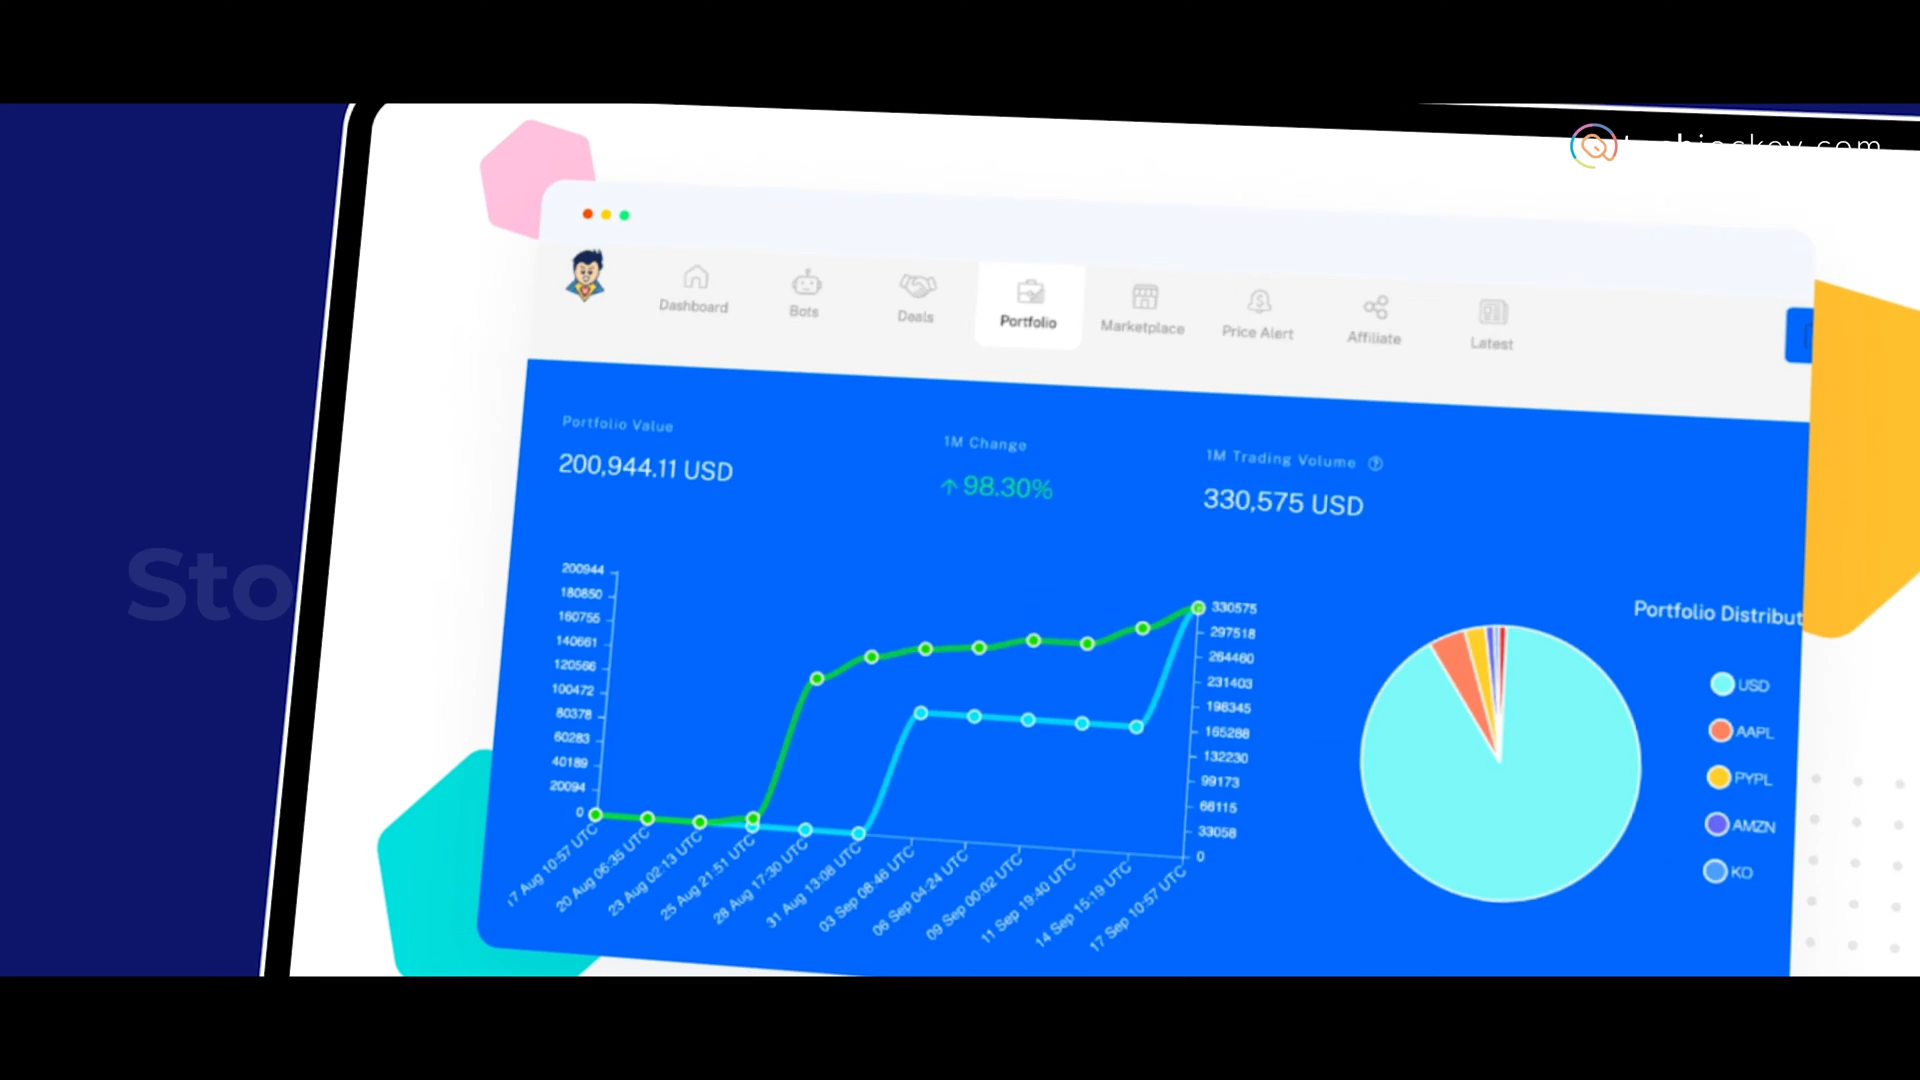 Dashboard
Bots
Deals
Portfolio
Marketplace
Price Alert
Affiliate
Latest
Portfolio Value
200,944.11 USD
1M Change
↑ 98.30%
1M Trading Volume ?
330,575 USD
200944
180850
160755
140661
120566
100472
80378
60283
40189
20094
0
330575
297518
264460
231403
198345
165288
132230
99173
66115
33058
0
17 Aug 10:57 UTC
20 Aug 06:35 UTC
23 Aug 02:13 UTC
25 Aug 21:51 UTC
28 Aug 17:30 UTC
31 Aug 13:08 UTC
03 Sep 08:46 UTC
06 Sep 04:24 UTC
09 Sep 00:02 UTC
11 Sep 19:40 UTC
14 Sep 15:19 UTC
17 Sep 10:57 UTC
Portfolio Distribut
USD
AAPL
PYPL
AMZN
KO
Sto